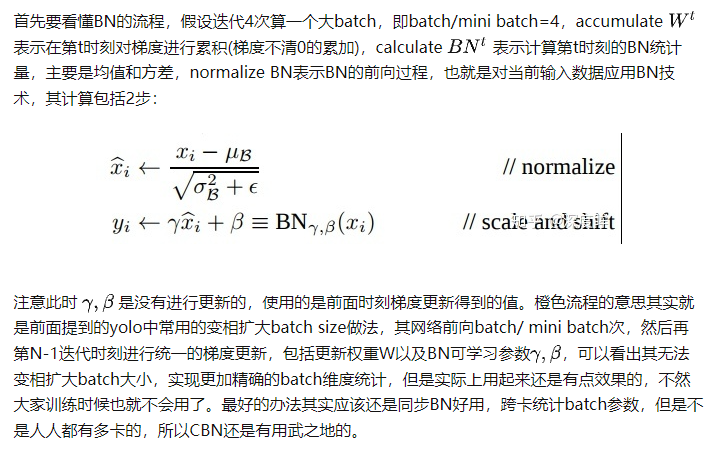 首先要看懂BN的流程，假设迭代4次算一个大batch，即batch/mini batch=4，accumulate $W^t$
表示在第t时刻对梯度进行累积(梯度不清0的累加)，calculate $BN^t$ 表示计算第t时刻的BN统计
量，主要是均值和方差，normalize BN表示BN的前向过程，也就是对当前输入数据应用BN技
术，其计算包括2步：
$\widehat{x}_i \leftarrow \frac{x_i - \mu_{\mathcal{B}}}{\sqrt{\sigma_{\mathcal{B}}^2 + \epsilon}}$ // normalize
$y_i \leftarrow \gamma \widehat{x}_i + \beta \equiv \mathrm{BN}_{\gamma,\beta}(x_i)$ // scale and shift
注意此时 $\gamma, \beta$ 是没有进行更新的，使用的是前面时刻梯度更新得到的值。橙色流程的意思其实就
是前面提到的yolo中常用的变相扩大batch size做法，其网络前向batch/ mini batch次，然后再
第N-1迭代时刻进行统一的梯度更新，包括更新权重W以及BN可学习参数$\gamma, \beta$，可以看出其无法
变相扩大batch大小，实现更加精确的batch维度统计，但是实际上用起来还是有点效果的，不然
大家训练时候也就不会用了。最好的办法其实应该还是同步BN好用，跨卡统计batch参数，但是不
是人人都有多卡的，所以CBN还是有用武之地的。